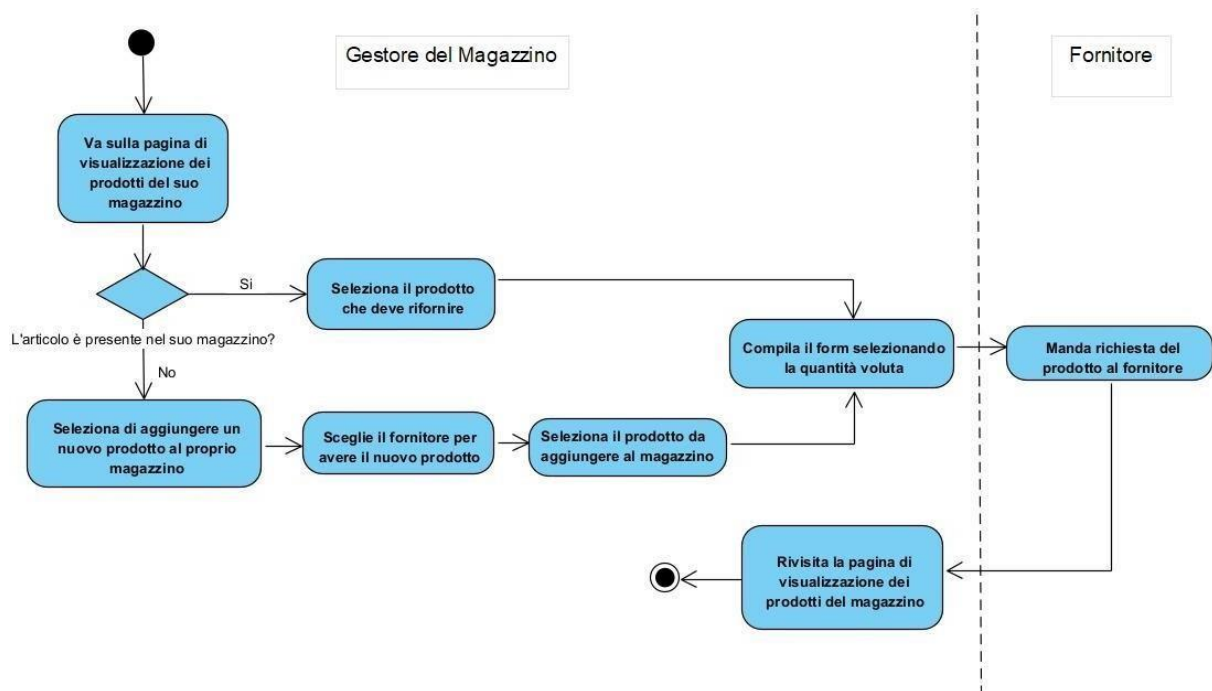 Gestore del Magazzino
Fornitore
Va sulla pagina di
visualizzazione dei
prodotti del suo
magazzino
Si
Seleziona il prodotto
che deve rifornire
L'articolo è presente nel suo magazzino?
No
Compila il form selezionando
la quantità voluta
Manda richiesta del
prodotto al fornitore
Seleziona di aggiungere un
nuovo prodotto al proprio
magazzino
Sceglie il fornitore per
avere il nuovo prodotto
Seleziona il prodotto da
aggiungere al magazzino
Rivisita la pagina di
visualizzazione dei
prodotti del magazzino